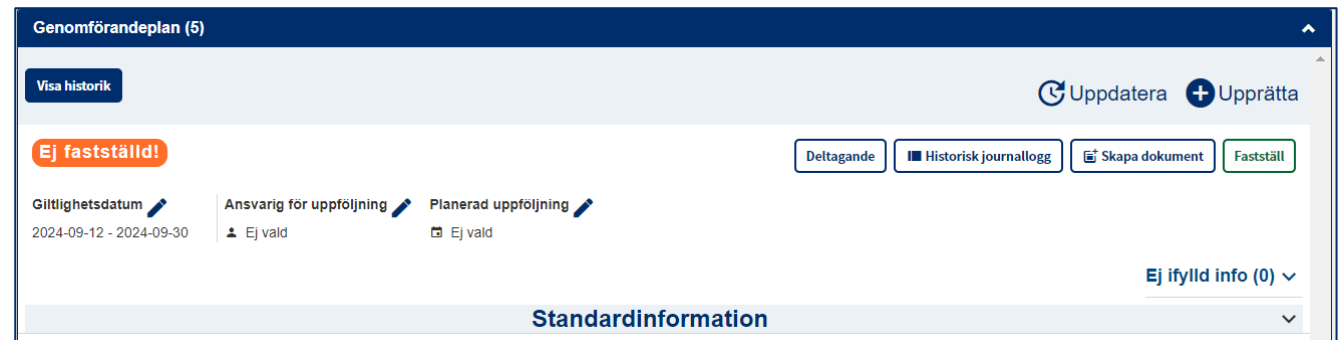 Genomförandeplan (5)
Visa historik
Uppdatera Upprätta
Ej fastställd!
Deltagande Historisk journallogg Skapa dokument Fastställ
Giltlighetsdatum Ansvarig för uppföljning Planerad uppföljning
2024-09-12 - 2024-09-30 Ej vald Ej vald
Ej ifylld info (0)
Standardinformation